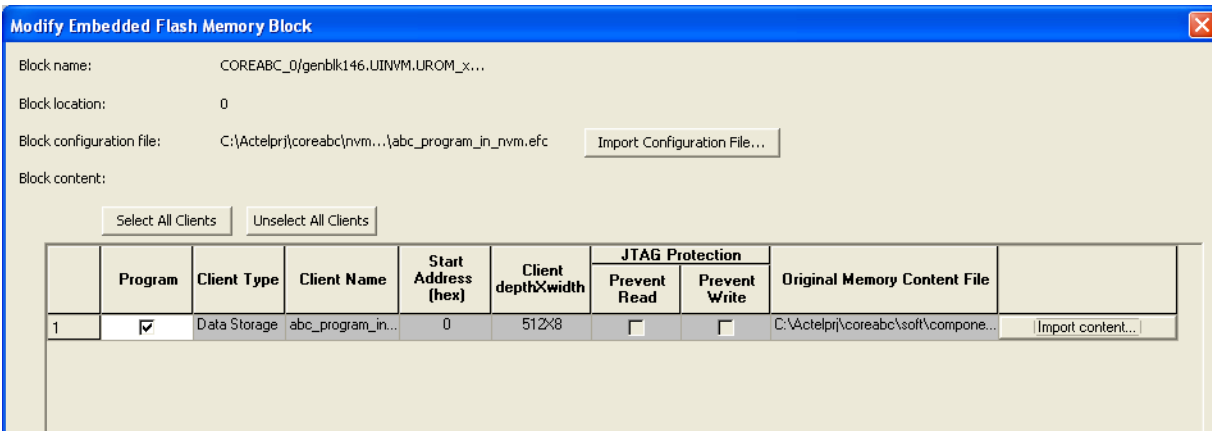 Modify Embedded Flash Memory Block
Block name: COREABC_0/genblk146.UINVM.UROM_x...
Block location: 0
Block configuration file: C:\Actelprj\coreabc\nvm...\abc_program_in_nvm.efc Import Configuration File...
Block content:
Select All Clients Unselect All Clients
Program Client Type Client Name Start Address (hex) Client depthXwidth JTAG Protection Prevent Read Prevent Write Original Memory Content File
1 Data Storage abc_program_in... 0 512X8 C:\Actelprj\coreabc\soft\compone... Import content...